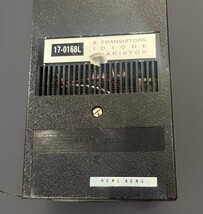 17-0168L
8 TRANSISTORS
1 DIODE
VARISTOR
HONG KONG